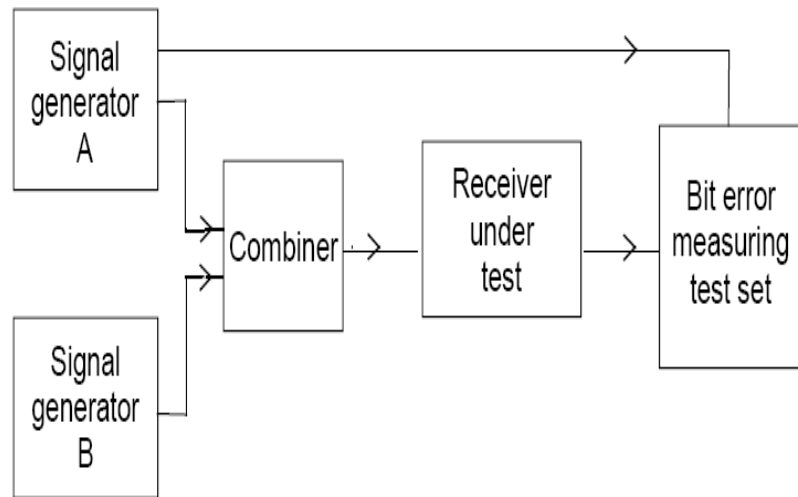 Signal
generator
A
Combiner
Receiver
under
test
Bit error
measuring
test set
Signal
generator
B